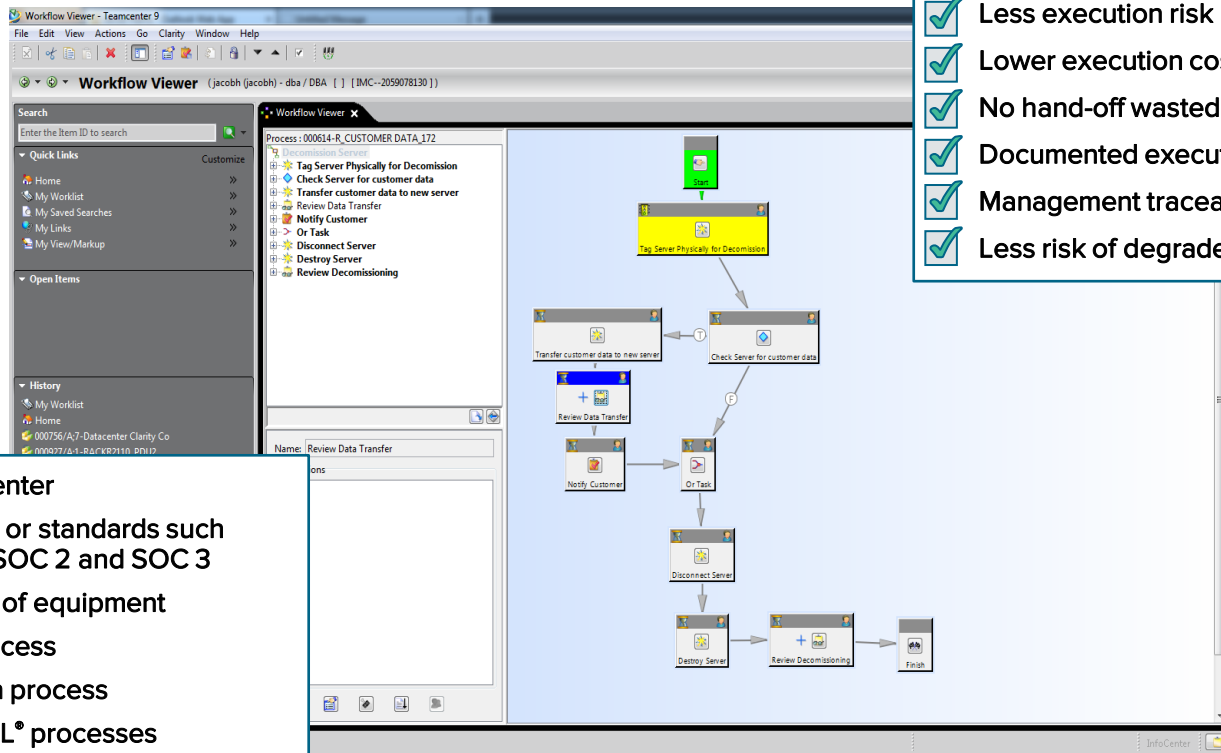 Workflow Viewer - Teamcenter 9
File Edit View Actions Go Clarity Window Help
Workflow Viewer (jacobh (jacobh) - dba / DBA [ ] [ IMC--2059078130 ] )
Search
Enter the Item ID to search
Quick Links
Customize
Home
My Worklist
My Saved Searches
My Links
My View/Markup
Open Items
History
My Worklist
Home
000756/A;7-Datacenter Clarity Co
000927/A;1-RACKR2110_PDU2
Workflow Viewer
Process : 000614-R_CUSTOMER DATA_172
Decomission Server
Tag Server Physically for Decomission
Check Server for customer data
Transfer customer data to new server
Review Data Transfer
Notify Customer
Or Task
Disconnect Server
Destroy Server
Review Decomissioning
Name: Review Data Transfer
ons
Start
Tag Server Physically for Decomission
Transfer customer data to new server
T
Check Server for customer data
Review Data Transfer
F
Notify Customer
Or Task
Disconnect Server
Destroy Server
Review Decomissioning
Finish
Less execution risk
Lower execution cos
No hand-off wasted
Documented execut
Management tracea
Less risk of degrade
enter
or standards such
SOC 2 and SOC 3
of equipment
cess
n process
L® processes
InfoCenter